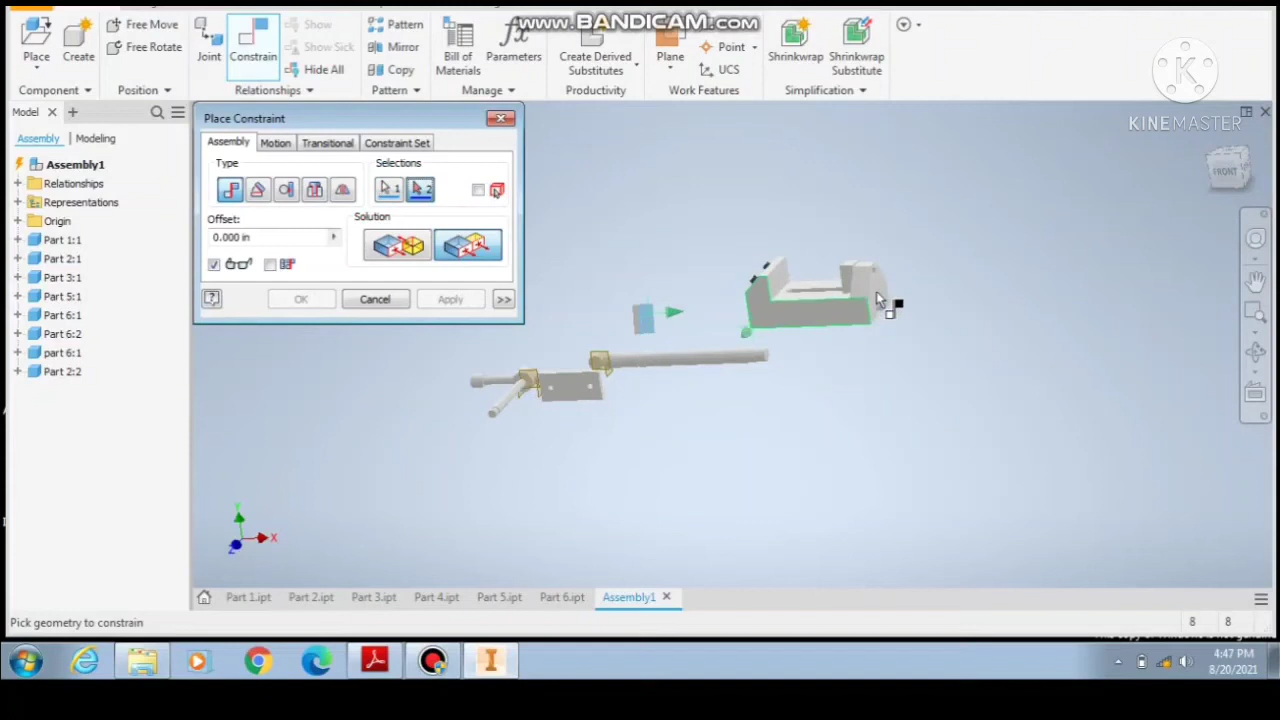 www.BANDICAM.com
Place
Create
Free Move
Free Rotate
Joint
Constrain
Show
Show Sick
Hide All
Pattern
Mirror
Copy
Bill of
Materials
fx
Parameters
Create Derived
Substitutes
Plane
Point
UCS
Shrinkwrap
Shrinkwrap
Substitute
Component
Position
Relationships
Pattern
Manage
Productivity
Work Features
Simplification
K
KINEMASTER
FRONT
Model
Assembly
Modeling
Assembly1
Relationships
Representations
Origin
Part 1:1
Part 2:1
Part 3:1
Part 5:1
Part 6:1
Part 6:2
part 6:1
Part 2:2
Place Constraint
Assembly
Motion
Transitional
Constraint Set
Type
Selections
1
2
Offset:
0.000 in
Solution
OK
Cancel
Apply
>>
Y
X
Z
Part 1.ipt
Part 2.ipt
Part 3.ipt
Part 4.ipt
Part 5.ipt
Part 6.ipt
Assembly1
Pick geometry to constrain
8
8
4:47 PM
8/20/2021